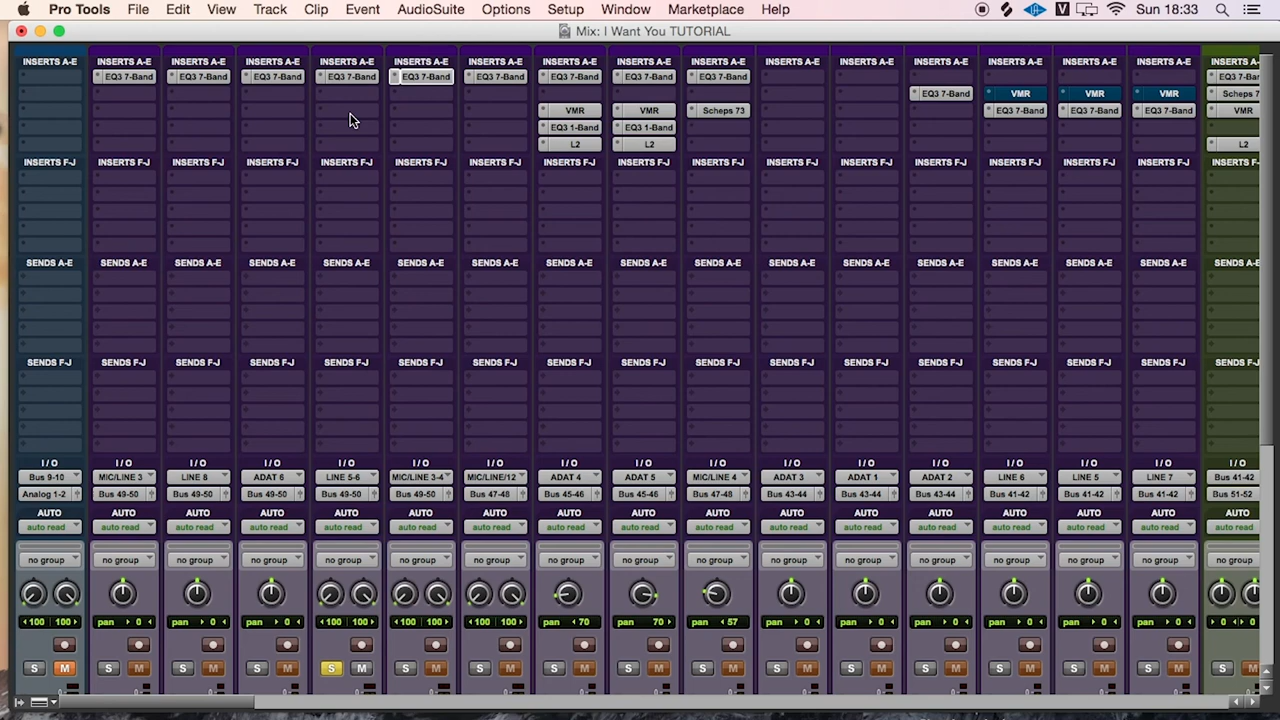 Pro Tools File Edit View Track Clip Event AudioSuite Options Setup Window Marketplace Help Sun 18:33
Mix: I Want You TUTORIAL
INSERTS A-E INSERTS A-E INSERTS A-E INSERTS A-E INSERTS A-E INSERTS A-E INSERTS A-E INSERTS A-E INSERTS A-E INSERTS A-E INSERTS A-E INSERTS A-E INSERTS A-E INSERTS A-E INSERTS A-E INSERTS A-E INSERTS A-E
EQ3 7-Band EQ3 7-Band EQ3 7-Band EQ3 7-Band EQ3 7-Band EQ3 7-Band EQ3 7-Band EQ3 7-Band EQ3 7-Band EQ3 7-Ban
EQ3 7-Band VMR VMR VMR Scheps 7
VMR VMR Scheps 73 EQ3 7-Band EQ3 7-Band EQ3 7-Band VMR
EQ3 1-Band EQ3 1-Band
L2 L2 L2
INSERTS F-J INSERTS F-J INSERTS F-J INSERTS F-J INSERTS F-J INSERTS F-J INSERTS F-J INSERTS F-J INSERTS F-J INSERTS F-J INSERTS F-J INSERTS F-J INSERTS F-J INSERTS F-J INSERTS F-J INSERTS F-J INSERTS F-
SENDS A-E SENDS A-E SENDS A-E SENDS A-E SENDS A-E SENDS A-E SENDS A-E SENDS A-E SENDS A-E SENDS A-E SENDS A-E SENDS A-E SENDS A-E SENDS A-E SENDS A-E SENDS A-E SENDS A-E
SENDS F-J SENDS F-J SENDS F-J SENDS F-J SENDS F-J SENDS F-J SENDS F-J SENDS F-J SENDS F-J SENDS F-J SENDS F-J SENDS F-J SENDS F-J SENDS F-J SENDS F-J SENDS F-J SENDS F-J
I / O I / O I / O I / O I / O I / O I / O I / O I / O I / O I / O I / O I / O I / O I / O I / O I / O
Bus 9-10 MIC/LINE 3 LINE 8 ADAT 6 LINE 5-6 MIC/LINE 3-4 MIC/LINE/12 ADAT 4 ADAT 5 MIC/LINE 4 ADAT 3 ADAT 1 ADAT 2 LINE 6 LINE 5 LINE 7 Bus 41-42
Analog 1-2 Bus 49-50 Bus 49-50 Bus 49-50 Bus 49-50 Bus 49-50 Bus 47-48 Bus 45-46 Bus 45-46 Bus 47-48 Bus 43-44 Bus 43-44 Bus 43-44 Bus 41-42 Bus 41-42 Bus 41-42 Bus 51-52
AUTO AUTO AUTO AUTO AUTO AUTO AUTO AUTO AUTO AUTO AUTO AUTO AUTO AUTO AUTO AUTO AUTO
auto read auto read auto read auto read auto read auto read auto read auto read auto read auto read auto read auto read auto read auto read auto read auto read auto read
no group no group no group no group no group no group no group no group no group no group no group no group no group no group no group no group no group
100 100 pan 0 pan 0 pan 0 100 100 100 100 100 100 pan 70 pan 70 pan 57 pan 0 pan 0 pan 0 pan 0 pan 0 pan 0 0 0
S M S M S M S M S M S M S M S M S M S M S M S M S M S M S M S M S M